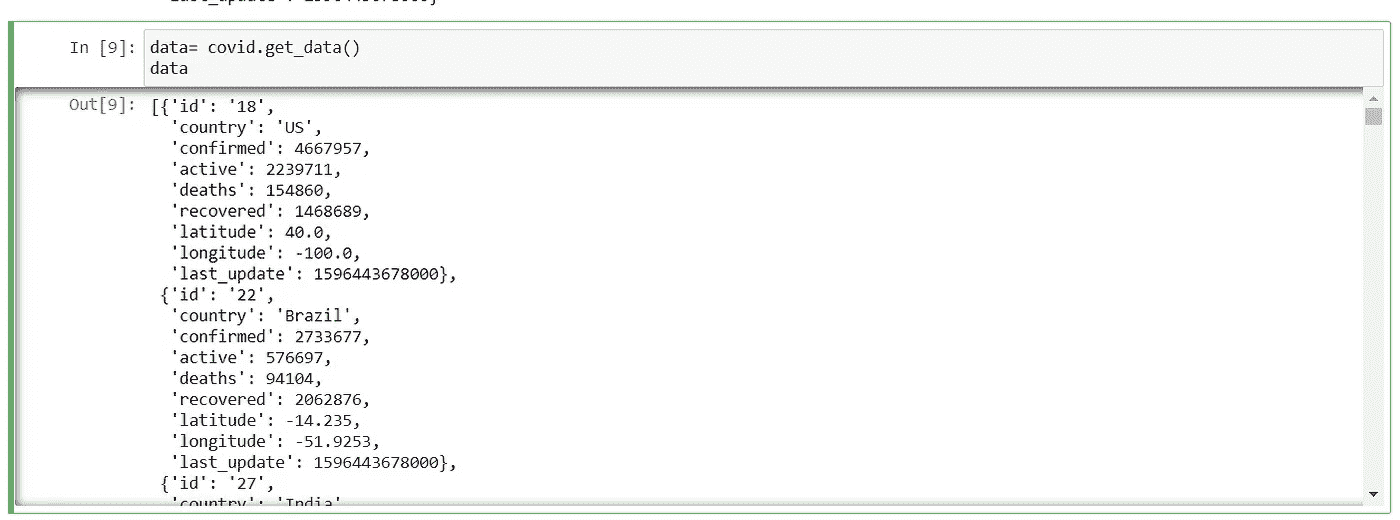 'last_update': 1596443678000}
In [9]: data= covid.get_data()
data
Out[9]: [{'id': '18',
'country': 'US',
'confirmed': 4667957,
'active': 2239711,
'deaths': 154860,
'recovered': 1468689,
'latitude': 40.0,
'longitude': -100.0,
'last_update': 1596443678000},
{'id': '22',
'country': 'Brazil',
'confirmed': 2733677,
'active': 576697,
'deaths': 94104,
'recovered': 2062876,
'latitude': -14.235,
'longitude': -51.9253,
'last_update': 1596443678000},
{'id': '27',
'country': 'India'